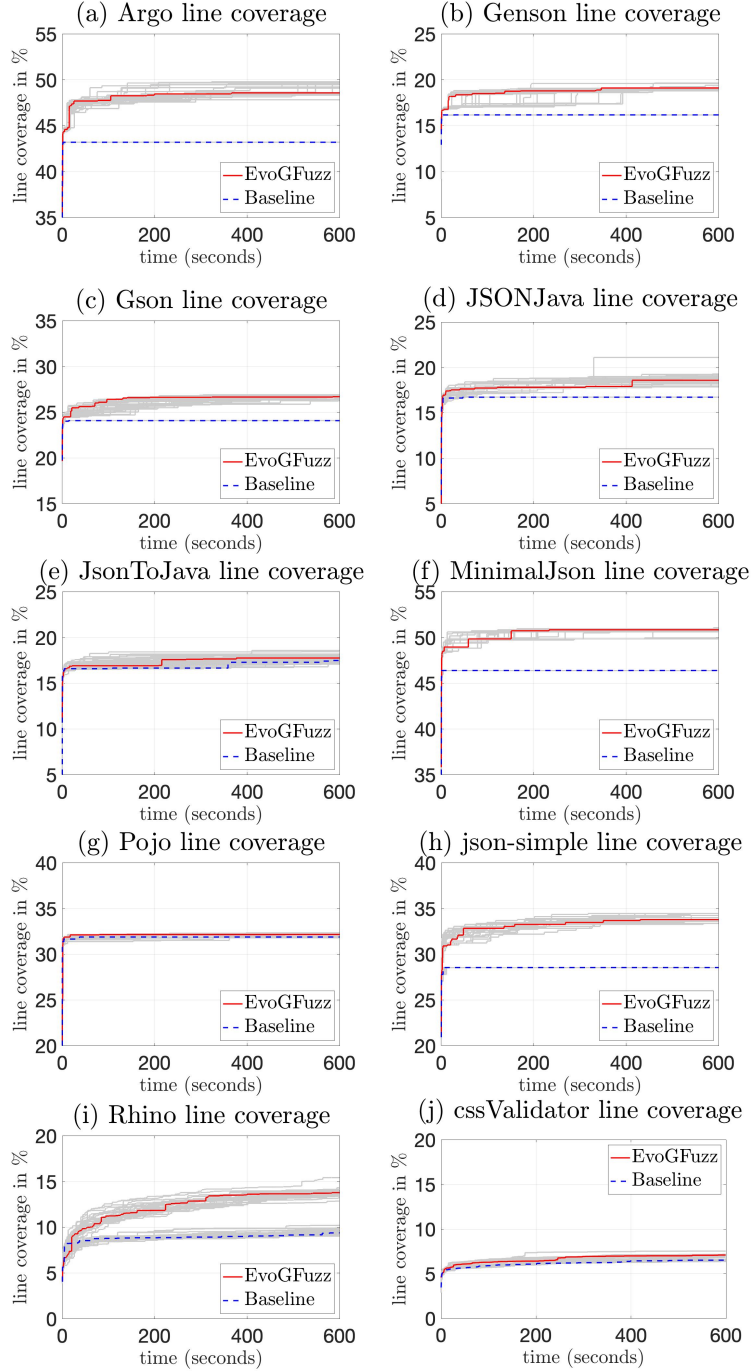 (a) Argo line coverage
line coverage in %
55
50
45
40
35
0
200
400
600
time (seconds)
EvoGFuzz
Baseline
(b) Genson line coverage
line coverage in %
25
20
15
10
5
0
200
400
600
time (seconds)
EvoGFuzz
Baseline
(c) Gson line coverage
line coverage in %
35
30
25
20
15
0
200
400
600
time (seconds)
EvoGFuzz
Baseline
(d) JSONJava line coverage
line coverage in %
25
20
15
10
5
0
200
400
600
time (seconds)
EvoGFuzz
Baseline
(e) JsonToJava line coverage
line coverage in %
25
20
15
10
5
0
200
400
600
time (seconds)
EvoGFuzz
Baseline
(f) MinimalJson line coverage
line coverage in %
55
50
45
40
35
0
200
400
600
time (seconds)
EvoGFuzz
Baseline
(g) Pojo line coverage
line coverage in %
40
35
30
25
20
0
200
400
600
time (seconds)
EvoGFuzz
Baseline
(h) json-simple line coverage
line coverage in %
40
35
30
25
20
0
200
400
600
time (seconds)
EvoGFuzz
Baseline
(i) Rhino line coverage
line coverage in %
20
15
10
5
0
0
200
400
600
time (seconds)
EvoGFuzz
Baseline
(j) cssValidator line coverage
line coverage in %
20
15
10
5
0
0
200
400
600
time (seconds)
EvoGFuzz
Baseline